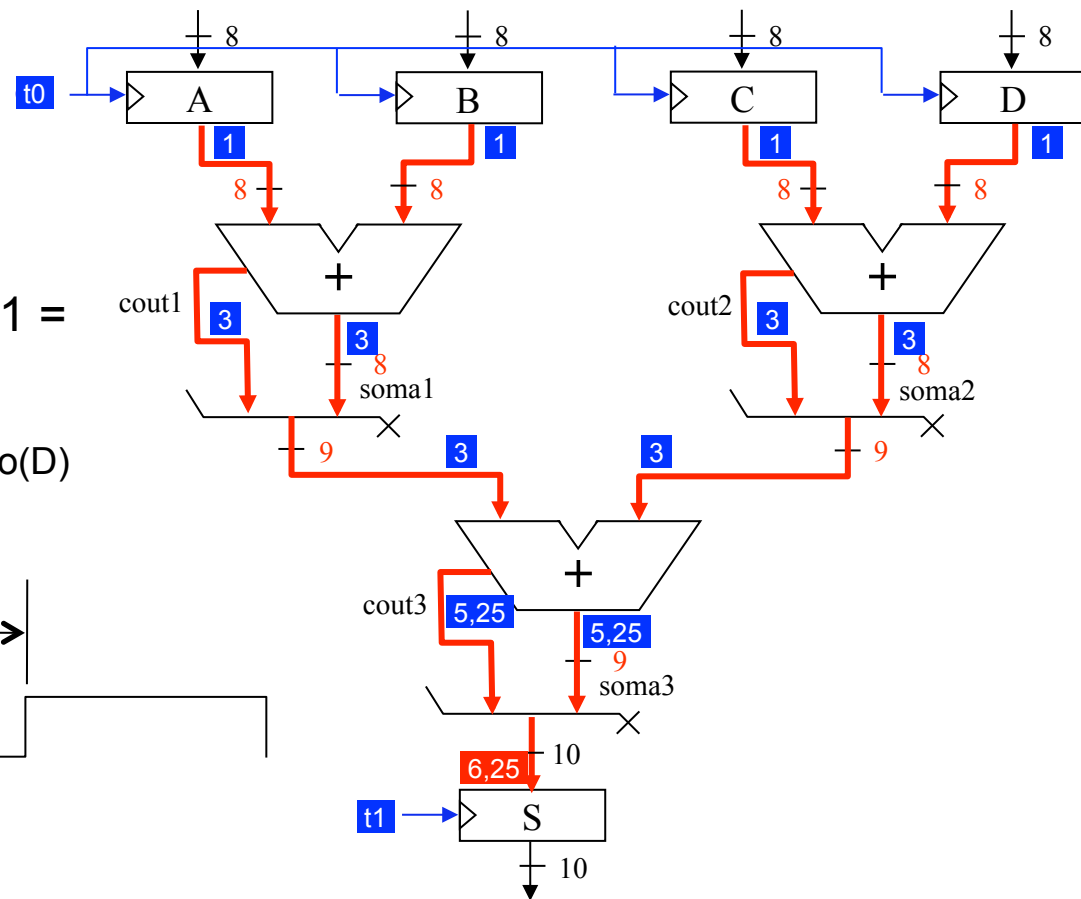 8 8 8 8
t0 A B C D
1 1 1 1
8 8 8 8
+ +
1 =
cout1 cout2
3 3 3 3
8 8
soma1 soma2
9 3 3 9
o(D)
+
cout3
5,25 5,25
9
soma3
10
6,25
t1 S
10